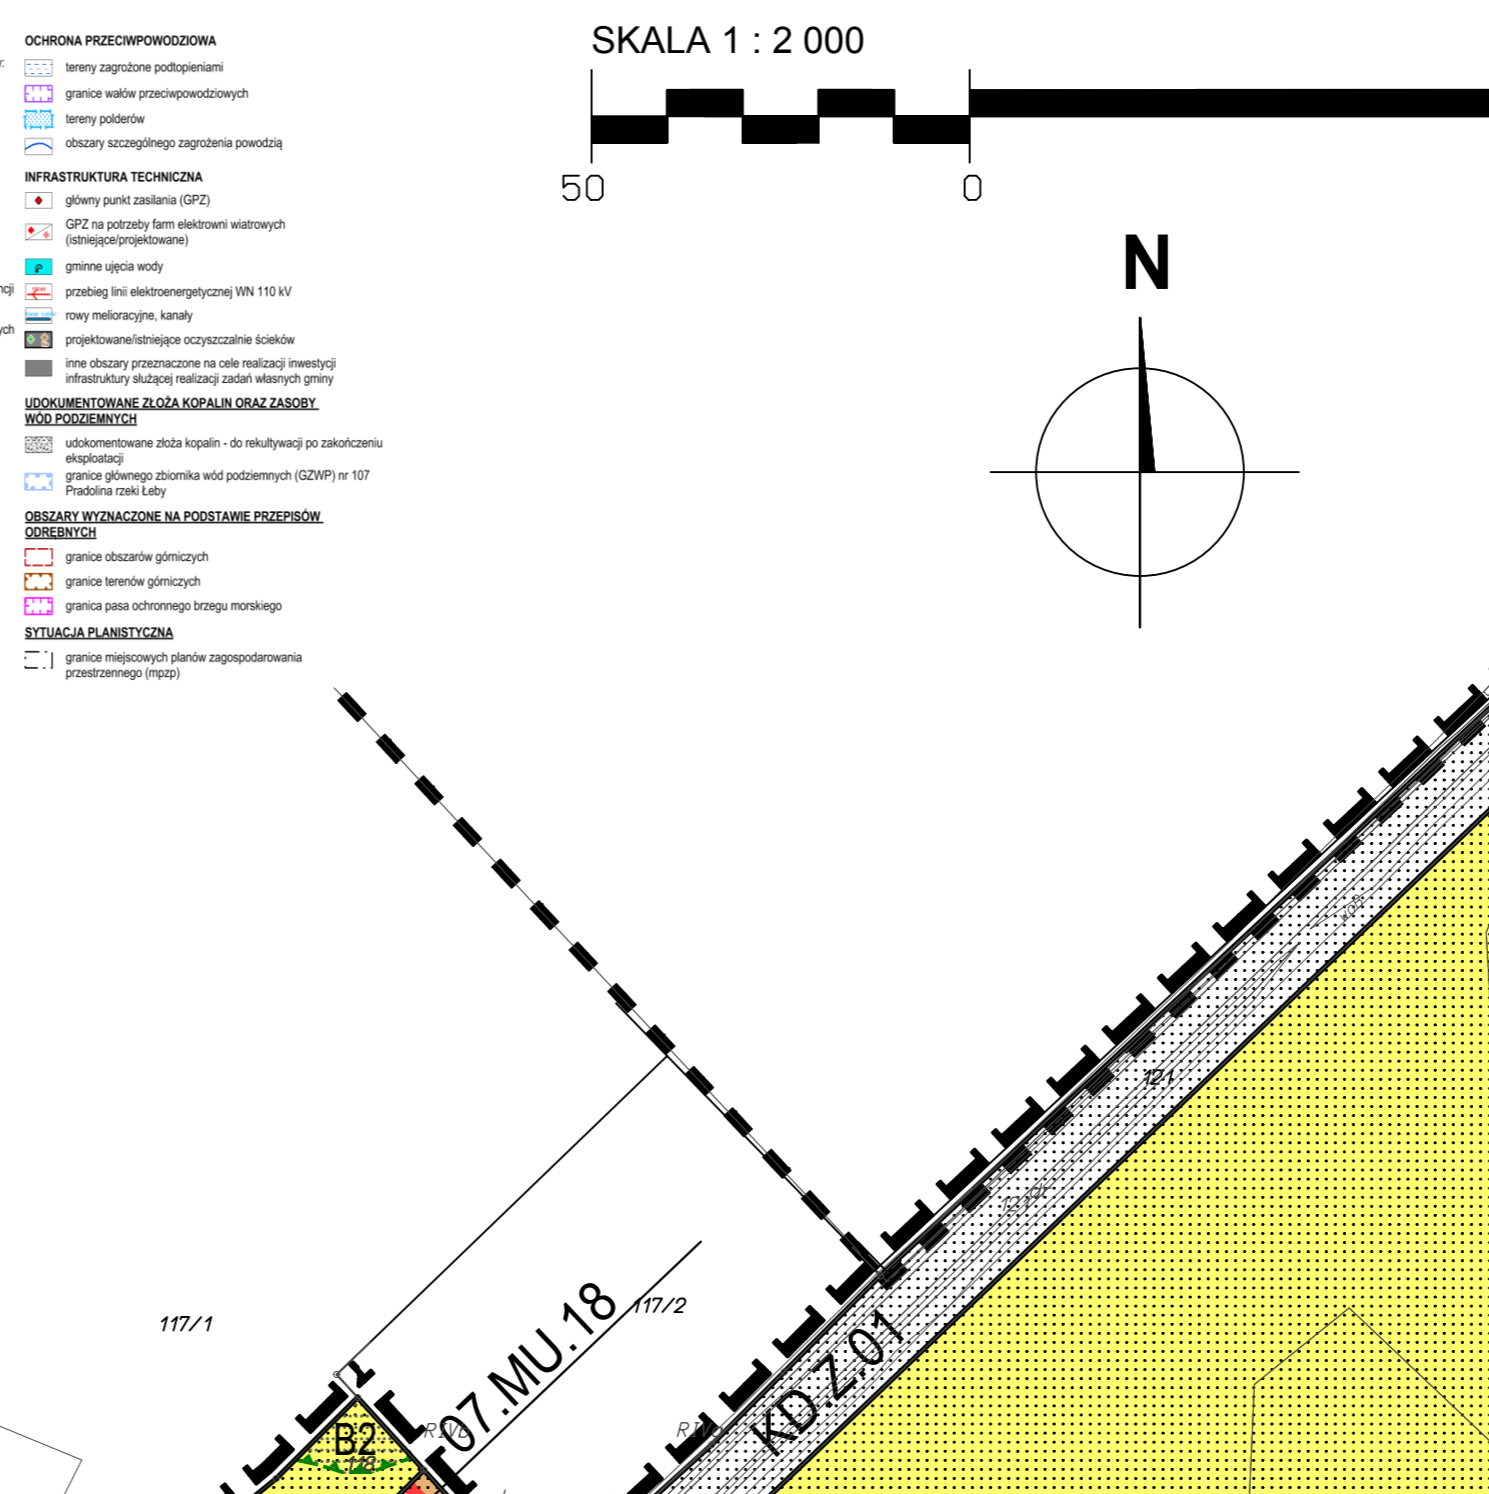 OCHRONA PRZECIWPOWODZIOWA
tereny zagrożone podtopieniami
granice wałów przeciwpowodziowych
tereny polderów
obszary szczególnego zagrożenia powodzią
INFRASTRUKTURA TECHNICZNA
główny punkt zasilania (GPZ)
GPZ na potrzeby farm elektrowni wiatrowych
(istniejące/projektowane)
gminne ujęcia wody
przebieg linii elektroenergetycznej WN 110 kV
rowy melioracyjne, kanały
projektowane/istniejące oczyszczalnie ścieków
inne obszary przeznaczone na cele realizacji inwestycji
infrastruktury służącej realizacji zadań własnych gminy
UDOKUMENTOWANE ZŁOŻA KOPALIN ORAZ ZASOBY
WÓD PODZIEMNYCH
udokomentowane złoża kopalin - do rekultywacji po zakończeniu
eksploatacji
granice głównego zbiornika wód podziemnych (GZWP) nr 107
Pradolina rzeki Łeby
OBSZARY WYZNACZONE NA PODSTAWIE PRZEPISÓW
ODRĘBNYCH
granice obszarów górniczych
granice terenów górniczych
granica pasa ochronnego brzegu morskiego
SYTUACJA PLANISTYCZNA
granice miejscowych planów zagospodarowania
przestrzennego (mpzp)
SKALA 1 : 2 000
50
0
N
121
117/1
117/2
07.MU.18
KD.Z.01
RIVb
B2
118